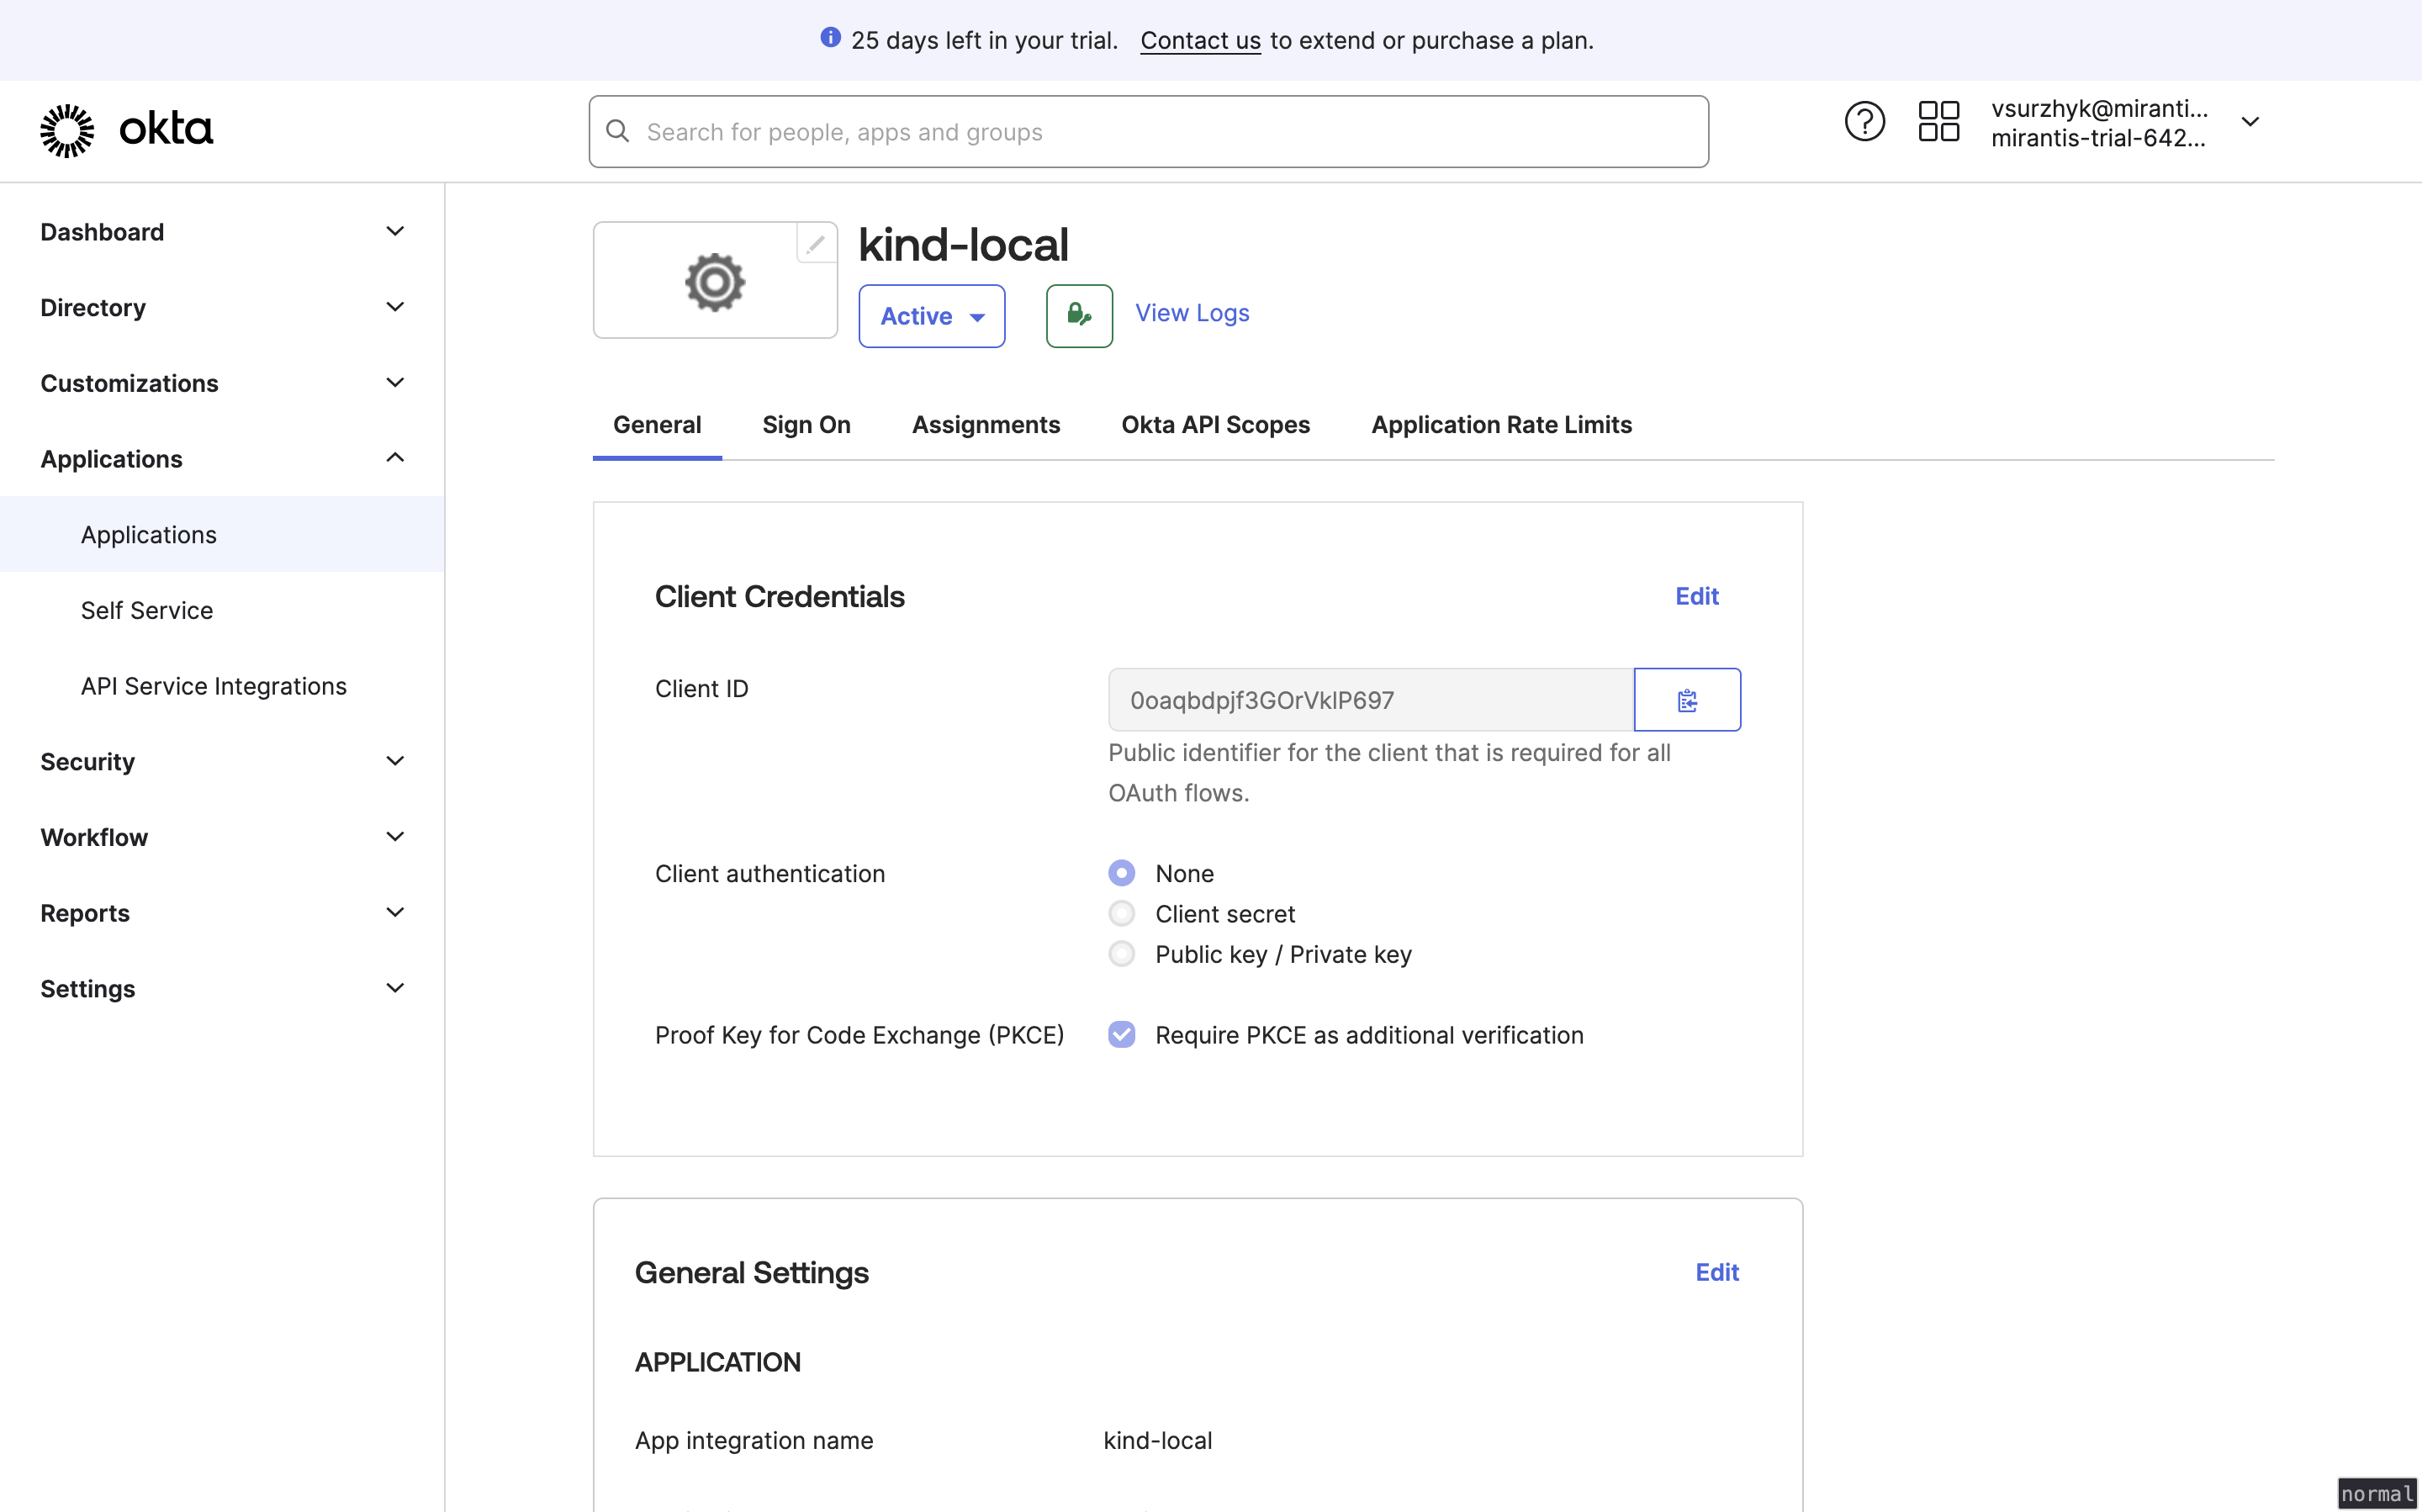 25 days left in your trial. Contact us to extend or purchase a plan.
okta
Search for people, apps and groups
vsurzhyk@miranti...
mirantis-trial-642...
Dashboard
Directory
Customizations
Applications
Applications
Self Service
API Service Integrations
Security
Workflow
Reports
Settings
kind-local
Active
View Logs
General
Sign On
Assignments
Okta API Scopes
Application Rate Limits
Client Credentials
Edit
Client ID
0oaqbdpjf3GOrVklP697
Public identifier for the client that is required for all
OAuth flows.
Client authentication
None
Client secret
Public key / Private key
Proof Key for Code Exchange (PKCE)
Require PKCE as additional verification
General Settings
Edit
APPLICATION
App integration name
kind-local
normal